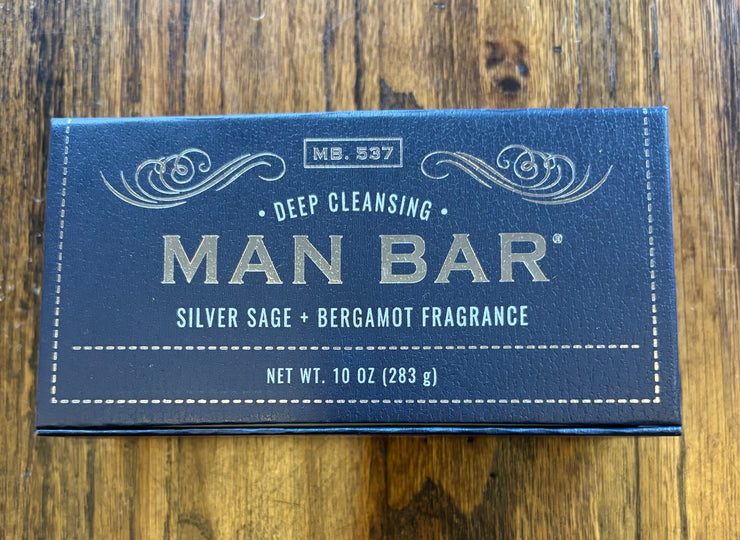 MB. 537
• DEEP CLEANSING •
MAN BAR®
SILVER SAGE + BERGAMOT FRAGRANCE
NET WT. 10 OZ (283 g)